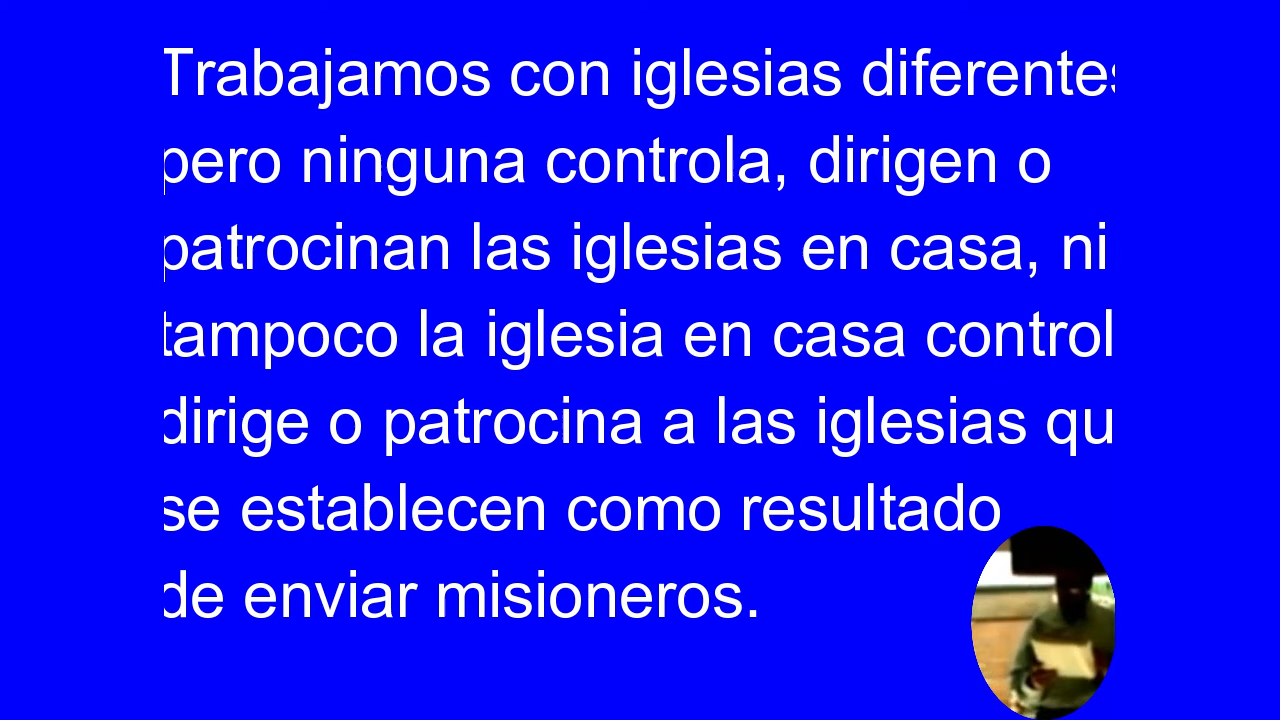 Trabajamos con iglesias diferentes
pero ninguna controla, dirigen o
patrocinan las iglesias en casa, ni
tampoco la iglesia en casa control
dirige o patrocina a las iglesias qu
se establecen como resultado
de enviar misioneros.